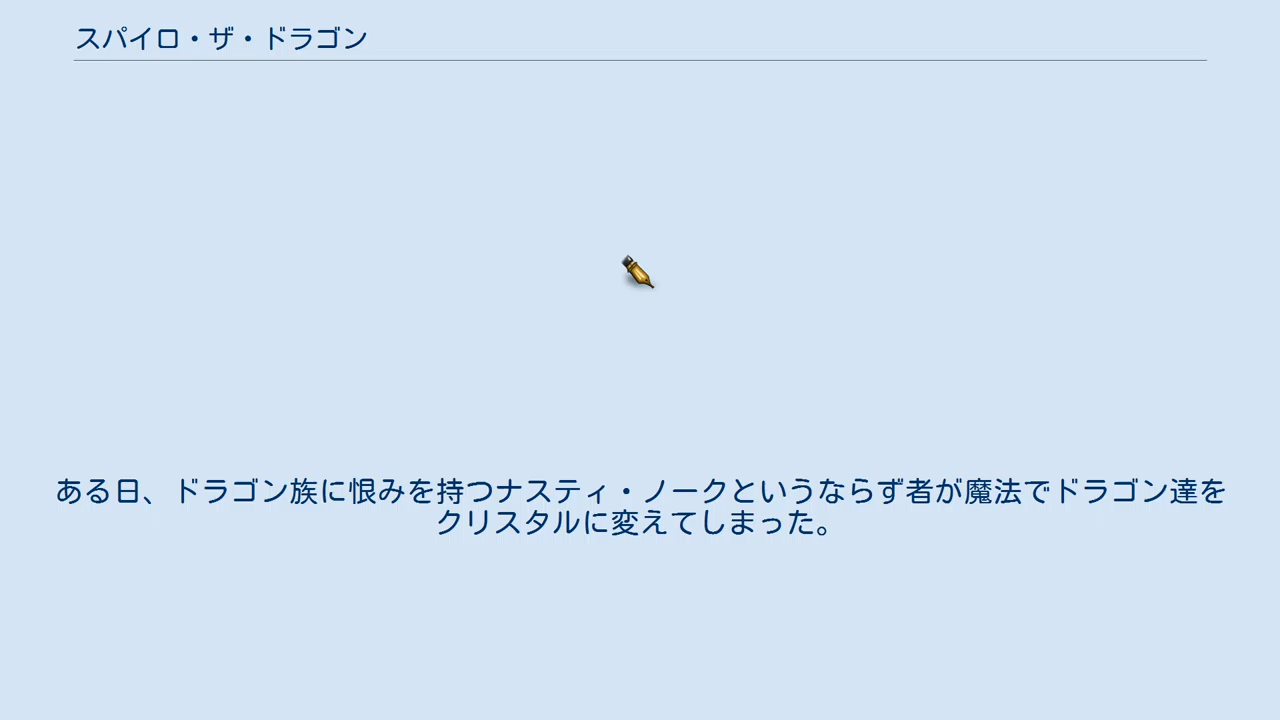 スパイロ・ザ・ドラゴン
ある日、ドラゴン族に恨みを持つナスティ・ノークというならず者が魔法でドラゴン達を
クリスタルに変えてしまった。